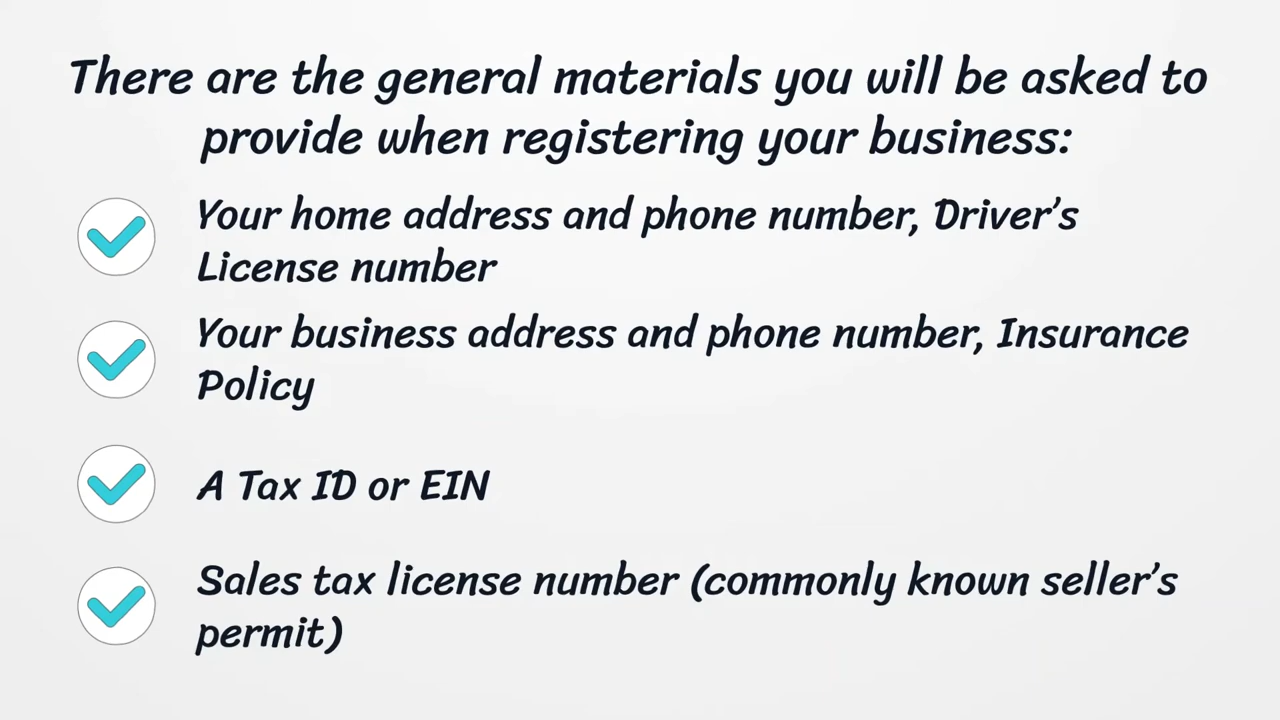 There are the general materials you will be asked to
provide when registering your business:
Your home address and phone number, Driver's
License number
Your business address and phone number, Insurance
Policy
A Tax ID or EIN
Sales tax license number (commonly known seller's
permit)